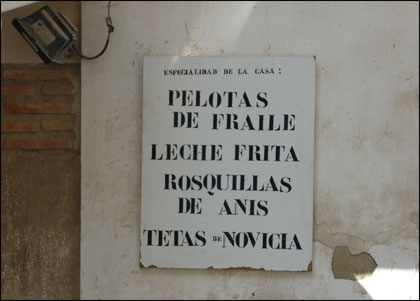 ESPECIALIDAD DE LA CASA:
PELOTAS
DE FRAILE
LECHE FRITA
ROSQUILLAS
DE ANIS
TETAS DE NOVICIA